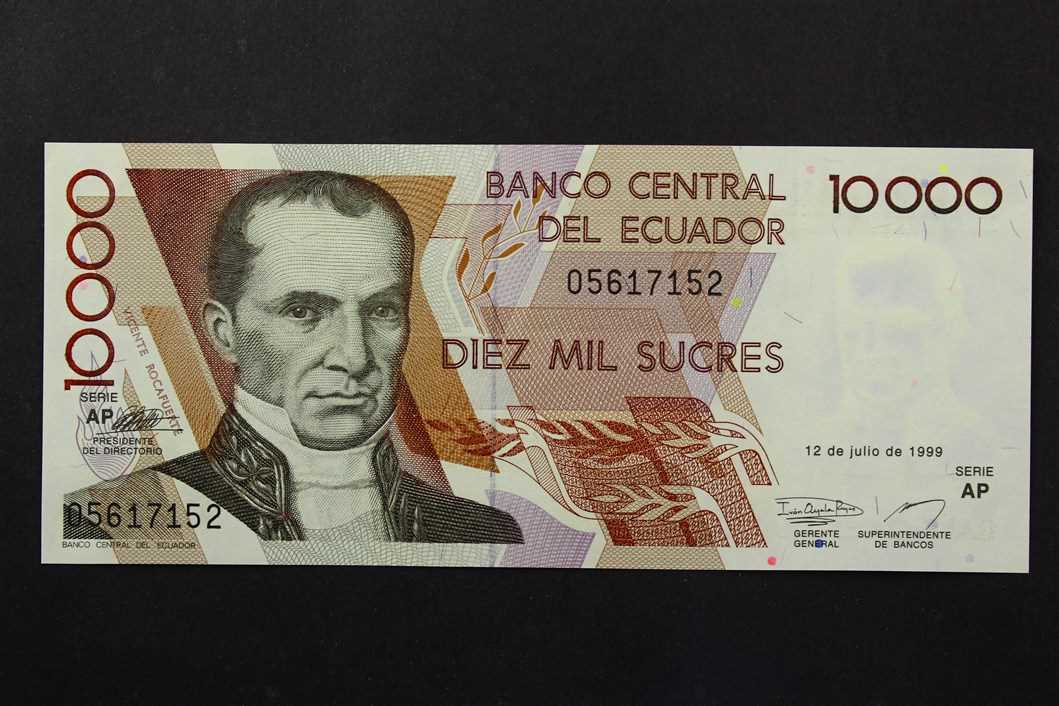 10000
BANCO CENTRAL
DEL ECUADOR
10000
05617152
VICENTE ROCAFUERTE
DIEZ MIL SUCRES
SERIE
AP
PRESIDENTE
DEL DIRECTORIO
12 de julio de 1999
SERIE
AP
05617152
BANCO CENTRAL DEL ECUADOR
GERENTE
GENERAL
SUPERINTENDENTE
DE BANCOS